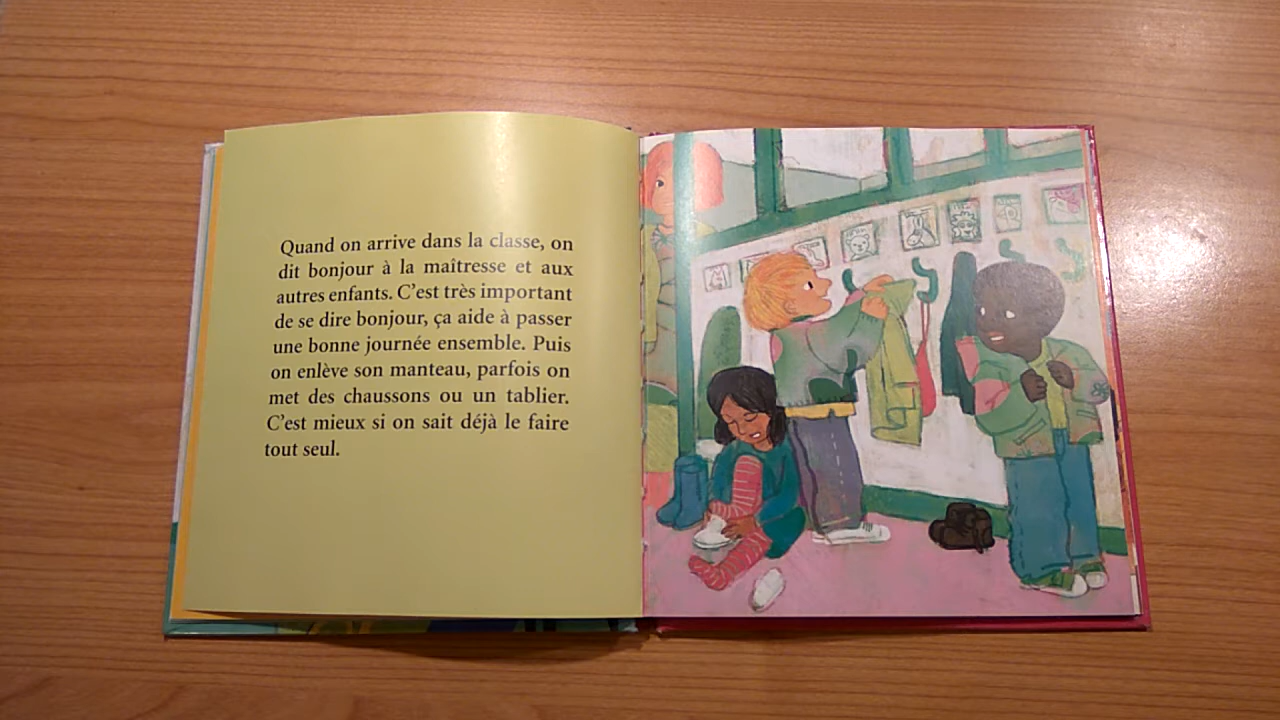 Quand on arrive dans la classe, on
dit bonjour à la maîtresse et aux
autres enfants. C'est très important
de se dire bonjour, ça aide à passer
une bonne journée ensemble. Puis
on enlève son manteau, parfois on
met des chaussons ou un tablier.
C'est mieux si on sait déjà le faire
tout seul.